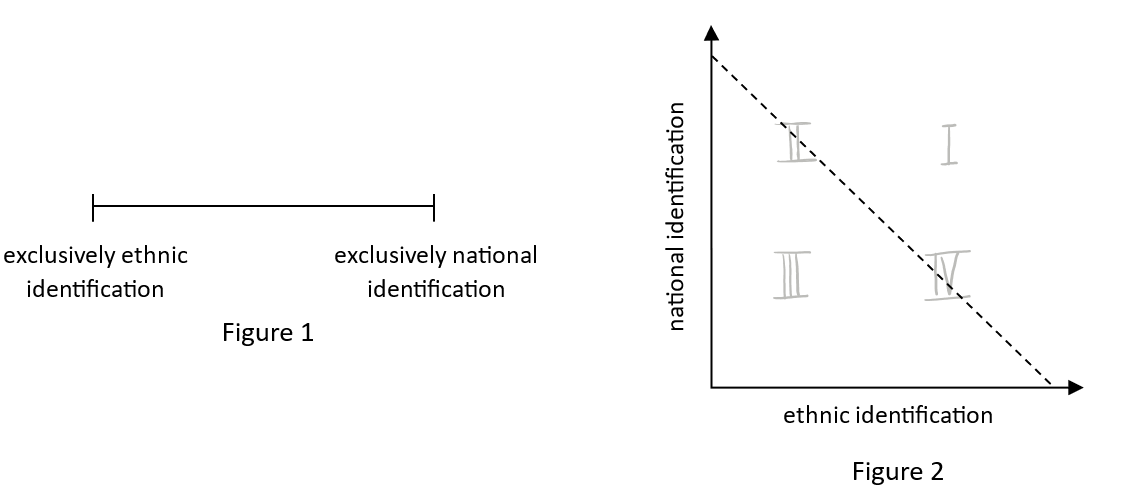 exclusively ethnic
identification
exclusively national
identification
Figure 1
national identification
II
I
III
IV
ethnic identification
Figure 2